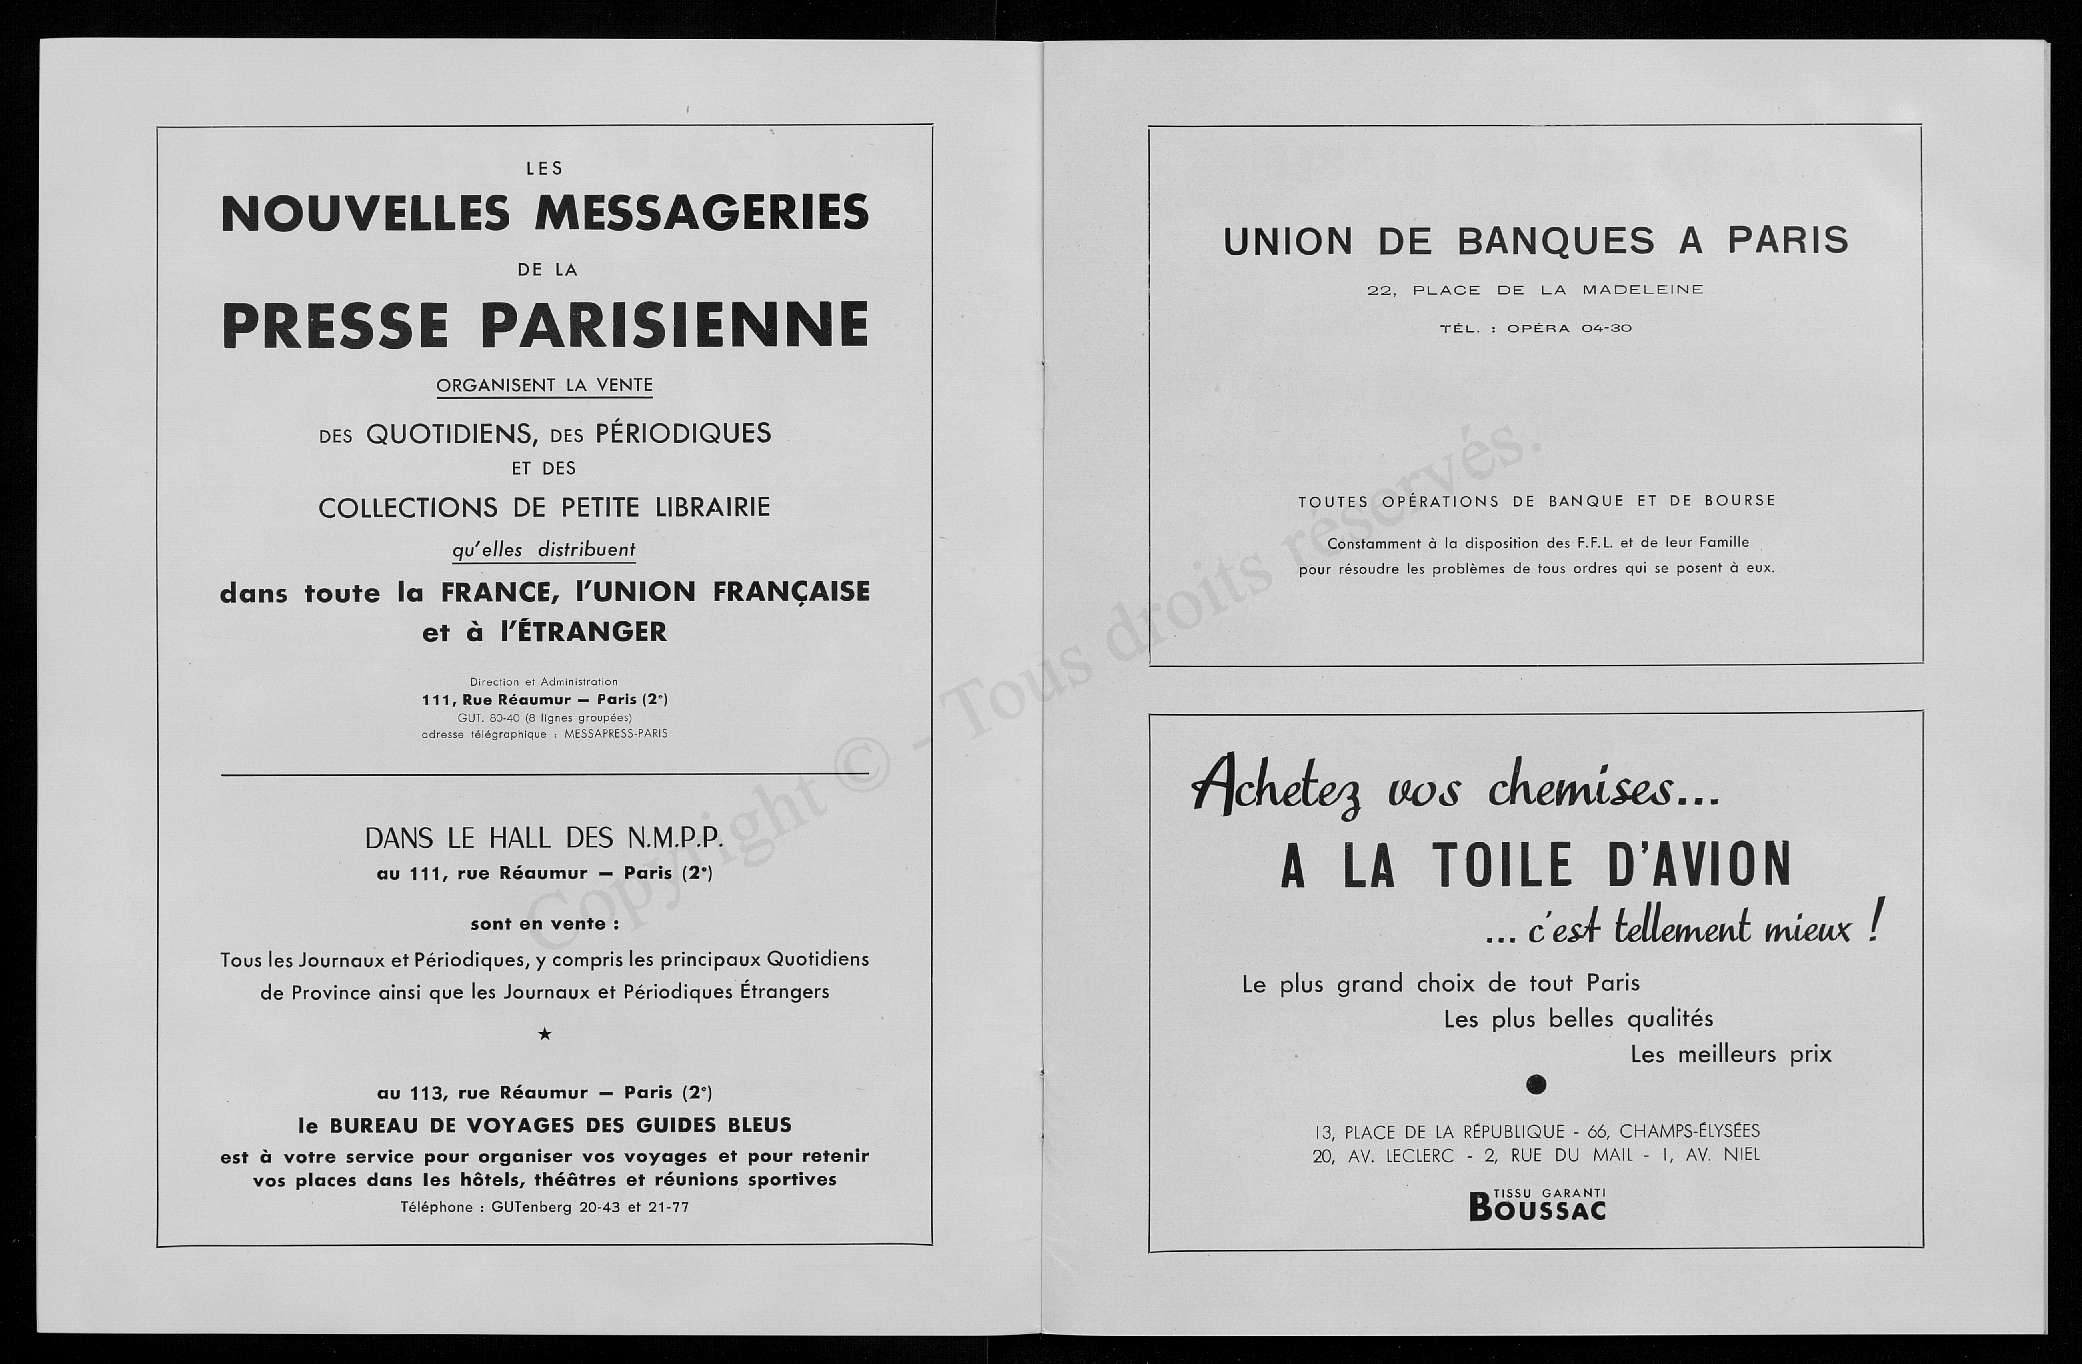 LES
NOUVELLES MESSAGERIES
DE LA
PRESSE PARISIENNE
ORGANISENT LA VENTE
DES QUOTIDIENS, DES PÉRIODIQUES
ET DES
COLLECTIONS DE PETITE LIBRAIRIE
qu'elles distribuent
dans toute la FRANCE, l'UNION FRANÇAISE
et à l'ÉTRANGER
Direction et Administration
111, Rue Réaumur — Paris (2e)
GUT. 80-40 (8 lignes groupées)
adresse télégraphique : MESSAPRESS-PARIS
DANS LE HALL DES N.M.P.P.
au 111, rue Réaumur — Paris (2e)
sont en vente :
Tous les Journaux et Périodiques, y compris les principaux Quotidiens
de Province ainsi que les Journaux et Périodiques Étrangers
★
au 113, rue Réaumur — Paris (2e)
le BUREAU DE VOYAGES DES GUIDES BLEUS
est à votre service pour organiser vos voyages et pour retenir
vos places dans les hôtels, théâtres et réunions sportives
Téléphone : GUTenberg 20-43 et 21-77
UNION DE BANQUES A PARIS
22, PLACE DE LA MADELEINE
TÉL. : OPÉRA 04-30
TOUTES OPÉRATIONS DE BANQUE ET DE BOURSE
Constamment à la disposition des F.F.L. et de leur Famille
pour résoudre les problèmes de tous ordres qui se posent à eux.
Achetez vos chemises...
A LA TOILE D'AVION
... c'est tellement mieux !
Le plus grand choix de tout Paris
Les plus belles qualités
Les meilleurs prix
●
13, PLACE DE LA RÉPUBLIQUE - 66, CHAMPS-ÉLYSÉES
20, AV. LECLERC - 2, RUE DU MAIL - 1, AV. NIEL
TISSU GARANTI
BOUSSAC
Copyright © - Tous droits réservés.